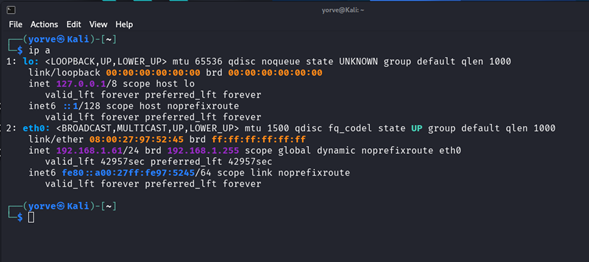 yorve@Kali: ~
File Actions Edit View Help
┌──(yorve㉿Kali)-[~]
└─$ ip a
1: lo: <LOOPBACK,UP,LOWER_UP> mtu 65536 qdisc noqueue state UNKNOWN group default qlen 1000
link/loopback 00:00:00:00:00:00 brd 00:00:00:00:00:00
inet 127.0.0.1/8 scope host lo
valid_lft forever preferred_lft forever
inet6 ::1/128 scope host noprefixroute
valid_lft forever preferred_lft forever
2: eth0: <BROADCAST,MULTICAST,UP,LOWER_UP> mtu 1500 qdisc fq_codel state UP group default qlen 1000
link/ether 08:00:27:97:52:45 brd ff:ff:ff:ff:ff:ff
inet 192.168.1.61/24 brd 192.168.1.255 scope global dynamic noprefixroute eth0
valid_lft 42957sec preferred_lft 42957sec
inet6 fe80::a00:27ff:fe97:5245/64 scope link noprefixroute
valid_lft forever preferred_lft forever
┌──(yorve㉿Kali)-[~]
└─$